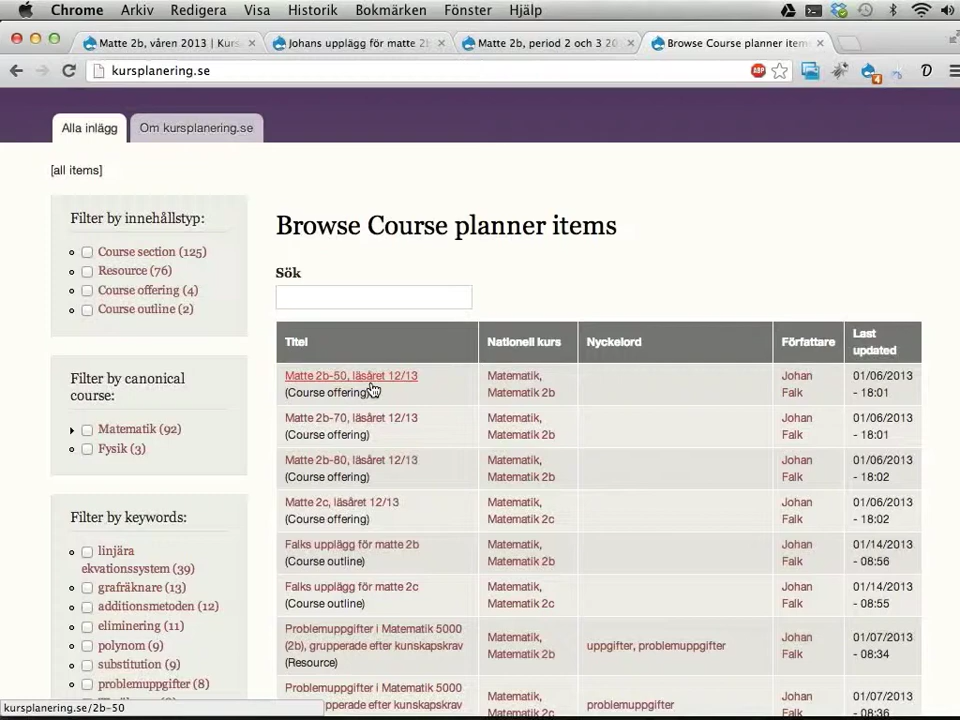 Chrome Arkiv Redigera Visa Historik Bokmärken Fönster Hjälp
Matte 2b, våren 2013 | Kurs
Johans upplägg för matte 2
Matte 2b, period 2 och 3 20
Browse Course planner item
kursplanering.se
ABP
4
D
Alla inlägg
Om kursplanering.se
[all items]
Filter by innehållstyp:
Course section (125)
Resource (76)
Course offering (4)
Course outline (2)
Filter by canonical
course:
Matematik (92)
Fysik (3)
Filter by keywords:
linjära
ekvationssystem (39)
grafräknare (13)
additionsmetoden (12)
eliminering (11)
polynom (9)
substitution (9)
problemuppgifter (8)
Browse Course planner items
Sök
Titel Nationell kurs Nyckelord Författare Last
updated
Matte 2b-50, läsåret 12/13 Matematik, Johan 01/06/2013
(Course offering) Matematik 2b Falk - 18:01
Matte 2b-70, läsåret 12/13 Matematik, Johan 01/06/2013
(Course offering) Matematik 2b Falk - 18:01
Matte 2b-80, läsåret 12/13 Matematik, Johan 01/06/2013
(Course offering) Matematik 2b Falk - 18:02
Matte 2c, läsåret 12/13 Matematik, Johan 01/06/2013
(Course offering) Matematik 2c Falk - 18:02
Falks upplägg för matte 2b Matematik, Johan 01/14/2013
(Course outline) Matematik 2b Falk - 08:56
Falks upplägg för matte 2c Matematik, Johan 01/14/2013
(Course outline) Matematik 2c Falk - 08:55
Problemuppgifter i Matematik 5000
(2b), grupperade efter kunskapskrav
(Resource)
Matematik,
Matematik 2b
uppgifter, problemuppgifter
Johan
Falk
01/07/2013
- 08:34
Problemuppgifter i Matematik 5000
grupperade efter kunskapskrav
Matematik,
Matematik 2c
problemuppgifter
Johan
Falk
01/07/2013
- 08:36
kursplanering.se/2b-50